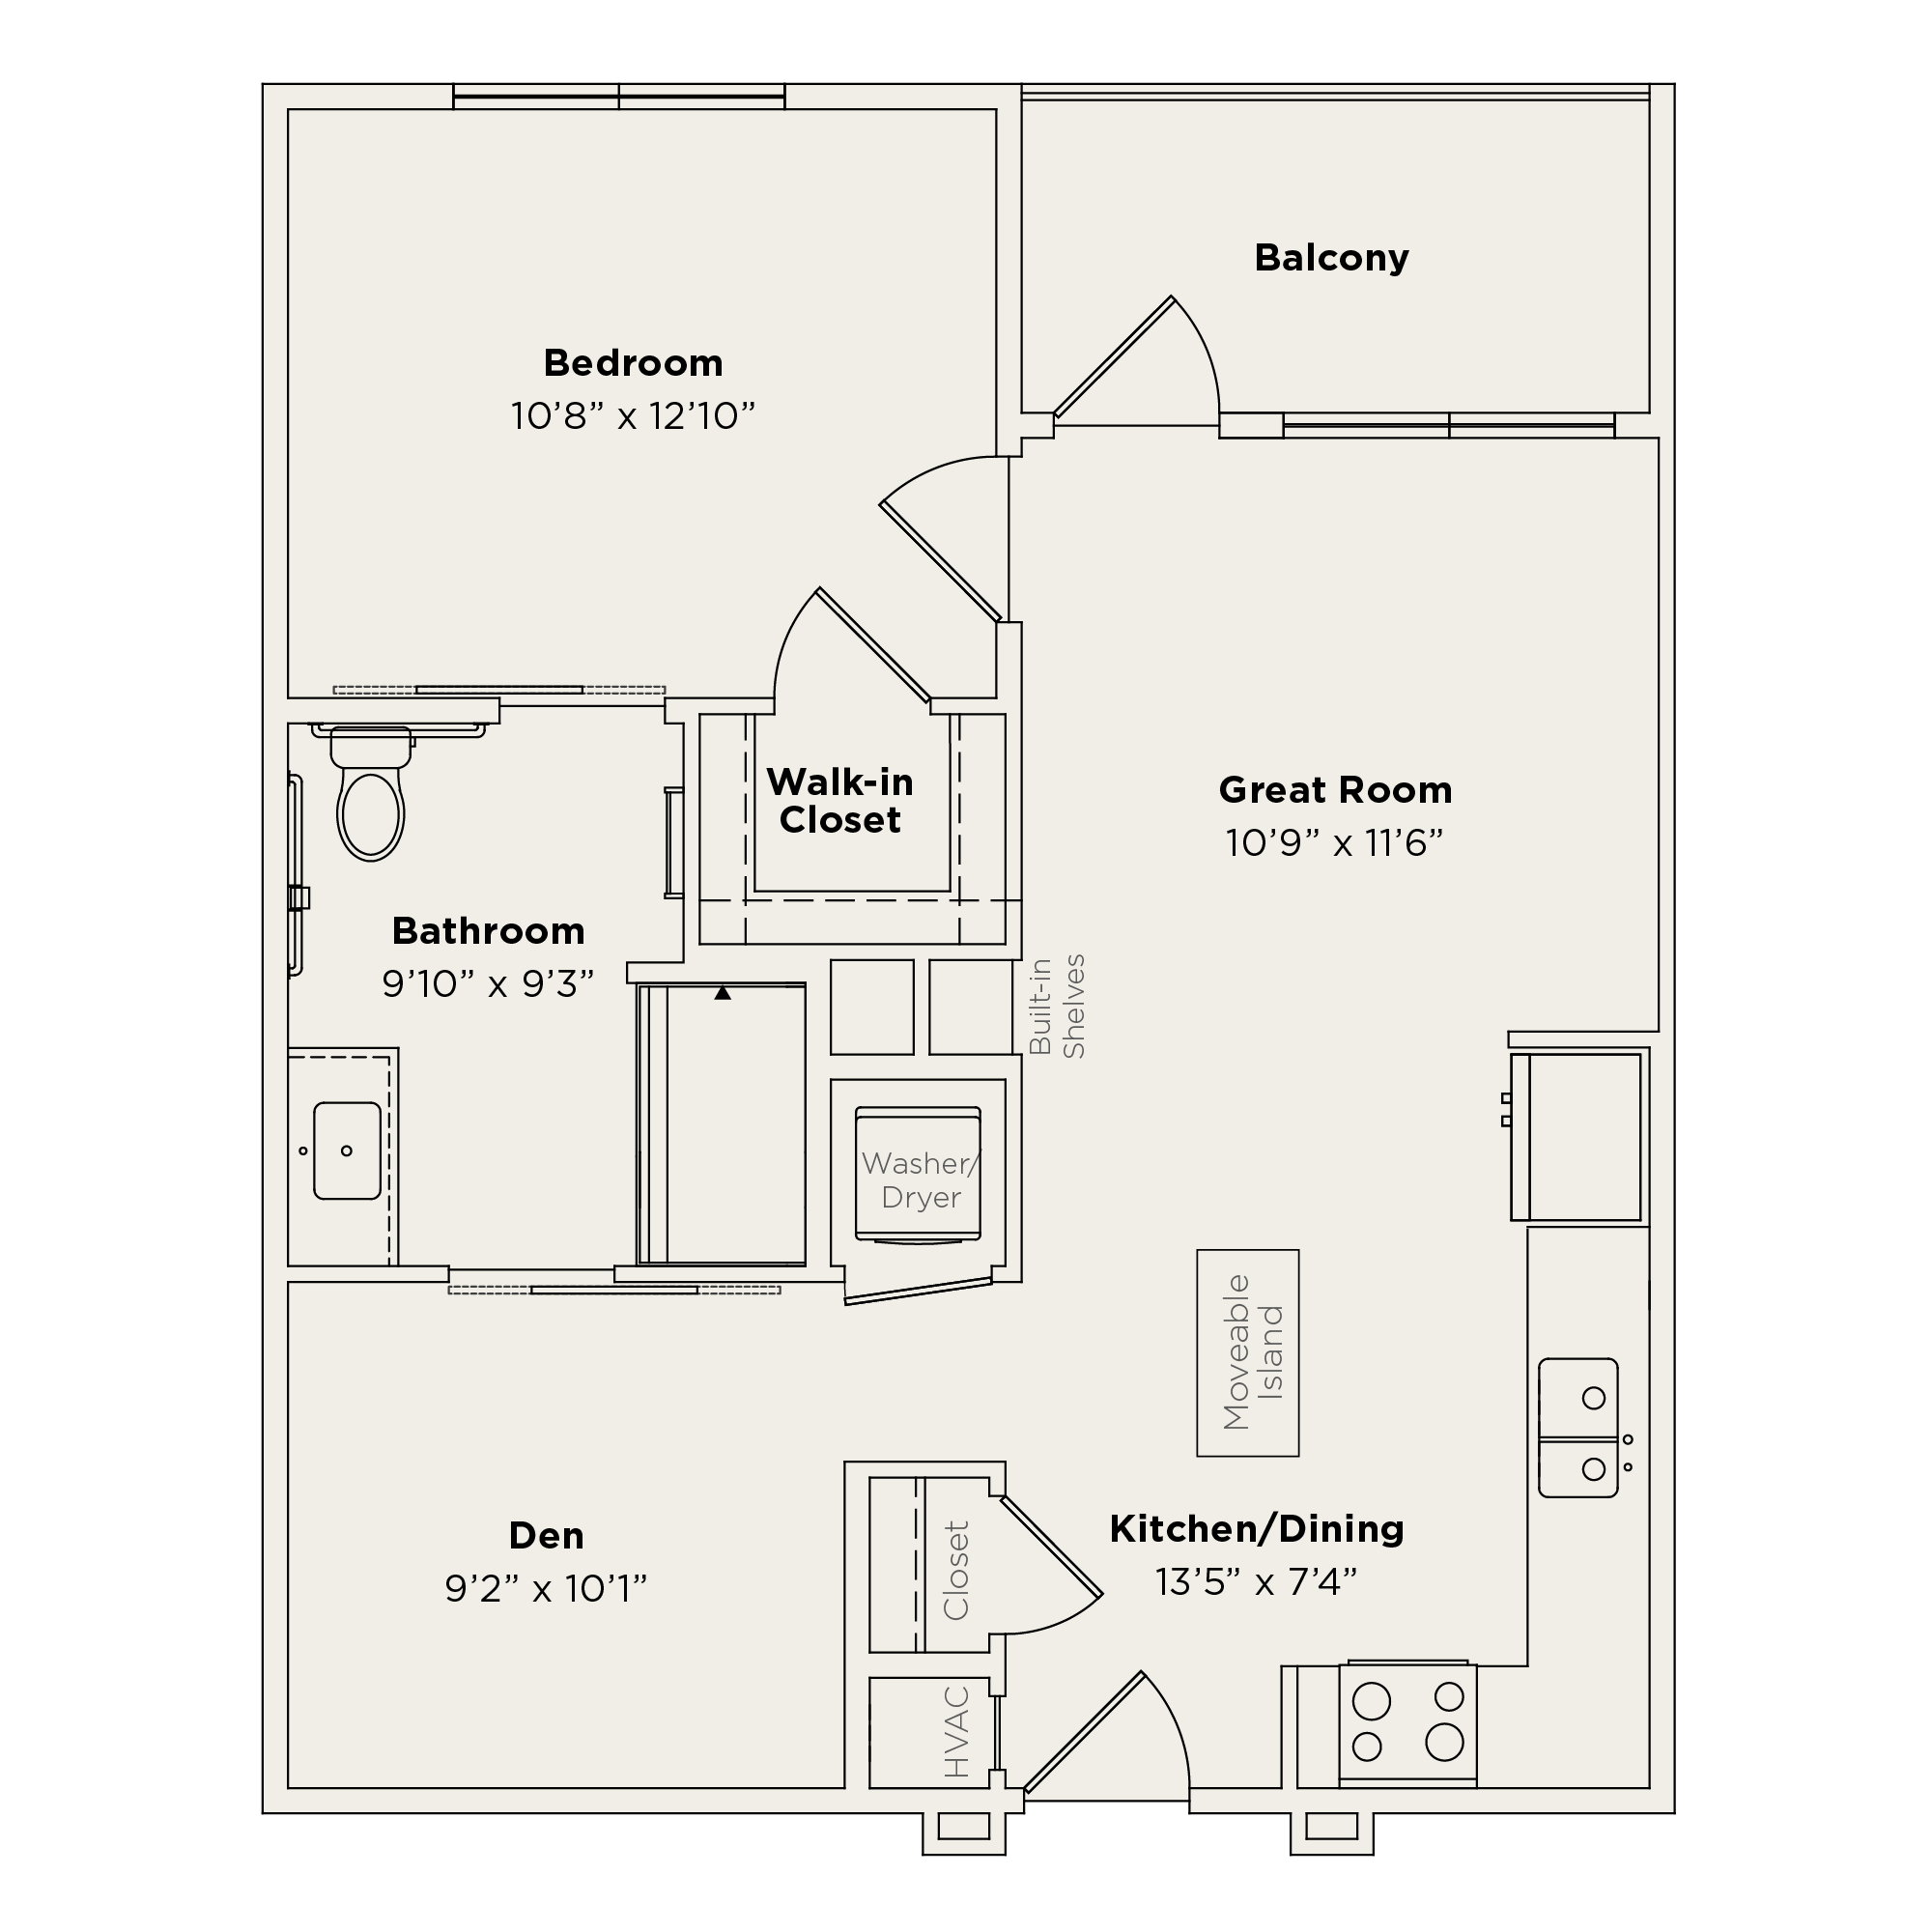 Balcony
Bedroom
10’8” x 12’10”
Walk-in
Closet
Great Room
10’9” x 11’6”
Bathroom
9’10” x 9’3”
Built-in
Shelves
Washer/
Dryer
Moveable
Island
Den
9’2” x 10’1”
Closet
Kitchen/Dining
13’5” x 7’4”
HVAC